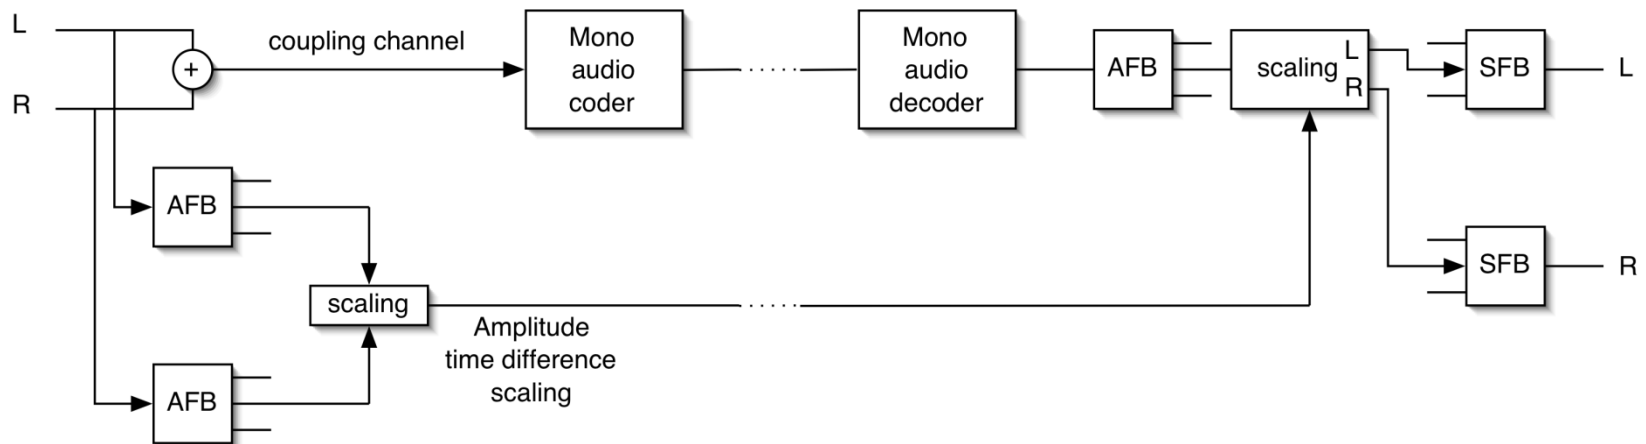 L
R
+
coupling channel
Mono
audio
coder
Mono
audio
decoder
AFB
scaling
L
R
SFB
L
SFB
R
AFB
scaling
Amplitude
time difference
scaling
AFB